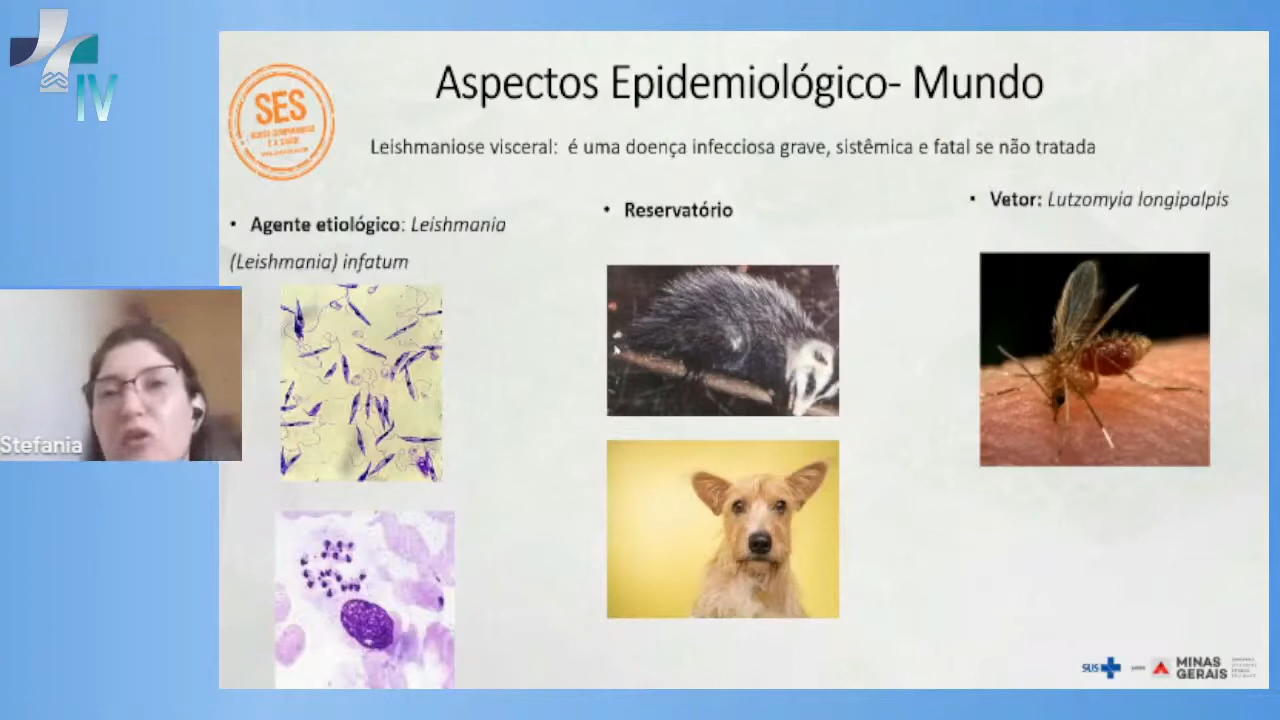 IV
Aspectos Epidemiológico- Mundo
SES
Leishmaniose visceral: é uma doença infecciosa grave, sistêmica e fatal se não tratada
• Agente etiológico: Leishmania
(Leishmania) infatum
• Reservatório
• Vetor: Lutzomyia longipalpis
Stefania
SUS
MINAS
GERAIS